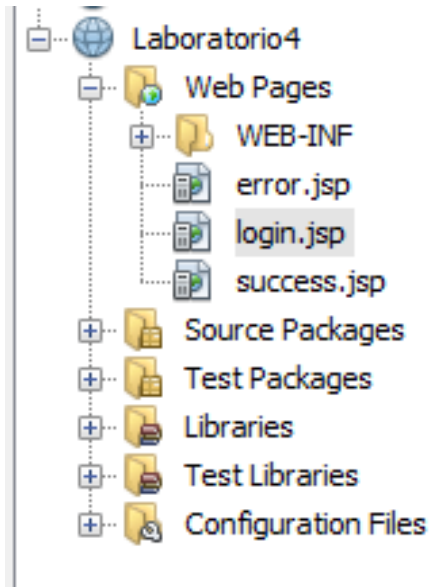 Laboratorio4
Web Pages
WEB-INF
error.jsp
login.jsp
success.jsp
Source Packages
Test Packages
Libraries
Test Libraries
Configuration Files